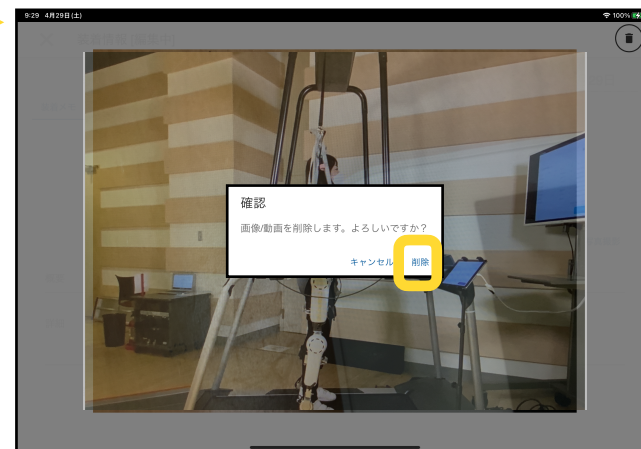 9:29 4月29日(土)
100%
確認
画像/動画を削除します。よろしいですか？
キャンセル 削除